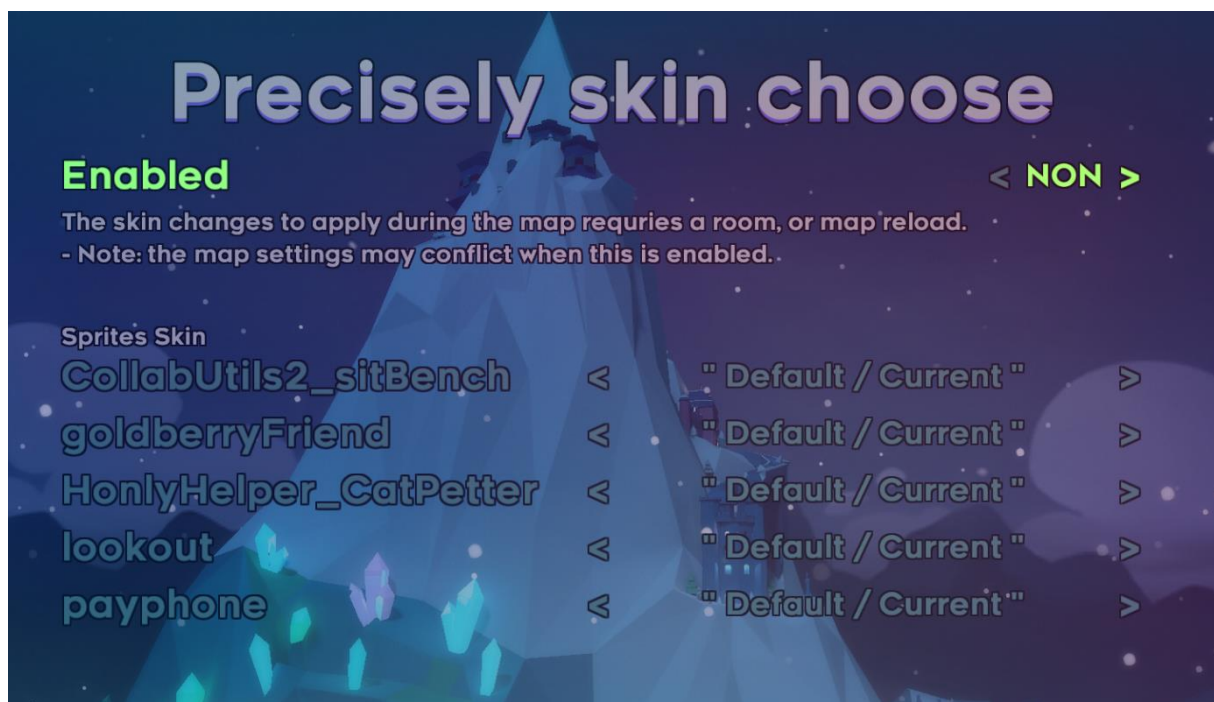 Precisely skin choose
Enabled < NON >
The skin changes to apply during the map requries a room, or map reload.
- Note: the map settings may conflict when this is enabled.
Sprites Skin
CollabUtils2_sitBench < " Default / Current " >
goldberryFriend < " Default / Current " >
HonlyHelper_CatPetter < " Default / Current " >
lookout < " Default / Current " >
payphone < " Default / Current " >